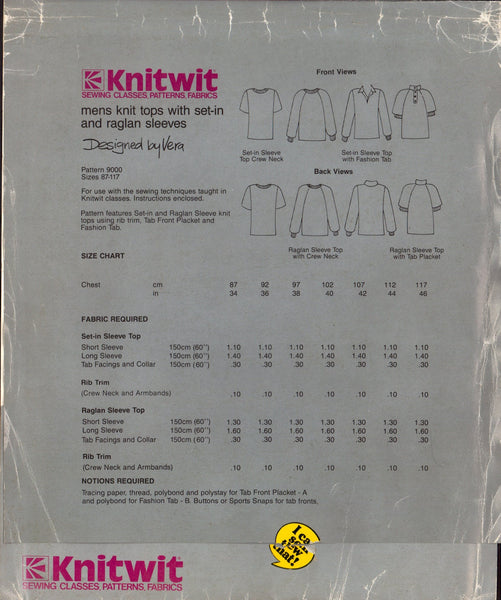 Knitwit®
SEWING CLASSES, PATTERNS, FABRICS
mens knit tops with set-in
and raglan sleeves
Designed by Vera
Pattern 9000
Sizes 87-117
For use with the sewing techniques taught in
Knitwit classes. Instructions enclosed.
Pattern features Set-in and Raglan Sleeve knit
tops using rib trim, Tab Front Placket and
Fashion Tab.
Front Views
Set-in Sleeve
Top Crew Neck
Set-in Sleeve Top
with Fashion Tab
Back Views
Raglan Sleeve Top
with Crew Neck
Raglan Sleeve Top
with Tab Placket
SIZE CHART
Chest cm 87 92 97 102 107 112 117
in 34 36 38 40 42 44 46
FABRIC REQUIRED
Set-in Sleeve Top
Short Sleeve 150cm (60'') 1.10 1.10 1.10 1.10 1.10 1.10 1.10
Long Sleeve 150cm (60'') 1.40 1.40 1.40 1.40 1.40 1.40 1.40
Tab Facings and Collar 150cm (60'') .30 .30 .30 .30 .30 .30 .30
Rib Trim
(Crew Neck and Armbands) .10 .10 .10 .10 .10 .10 .10
Raglan Sleeve Top
Short Sleeve 150cm (60'') 1.30 1.30 1.30 1.30 1.30 1.30 1.30
Long Sleeve 150cm (60'') 1.60 1.60 1.60 1.60 1.60 1.60 1.60
Tab Facings and Collar 150cm (60'') .30 .30 .30 .30 .30 .30 .30
Rib Trim
(Crew Neck and Armbands) .10 .10 .10 .10 .10 .10 .10
NOTIONS REQUIRED
Tracing paper, thread, polybond and polystay for Tab Front Placket - A
and polybond for Fashion Tab - B. Buttons or Sports Snaps for tab fronts.
I can
sew
that!
Knitwit®
SEWING CLASSES, PATTERNS, FABRICS